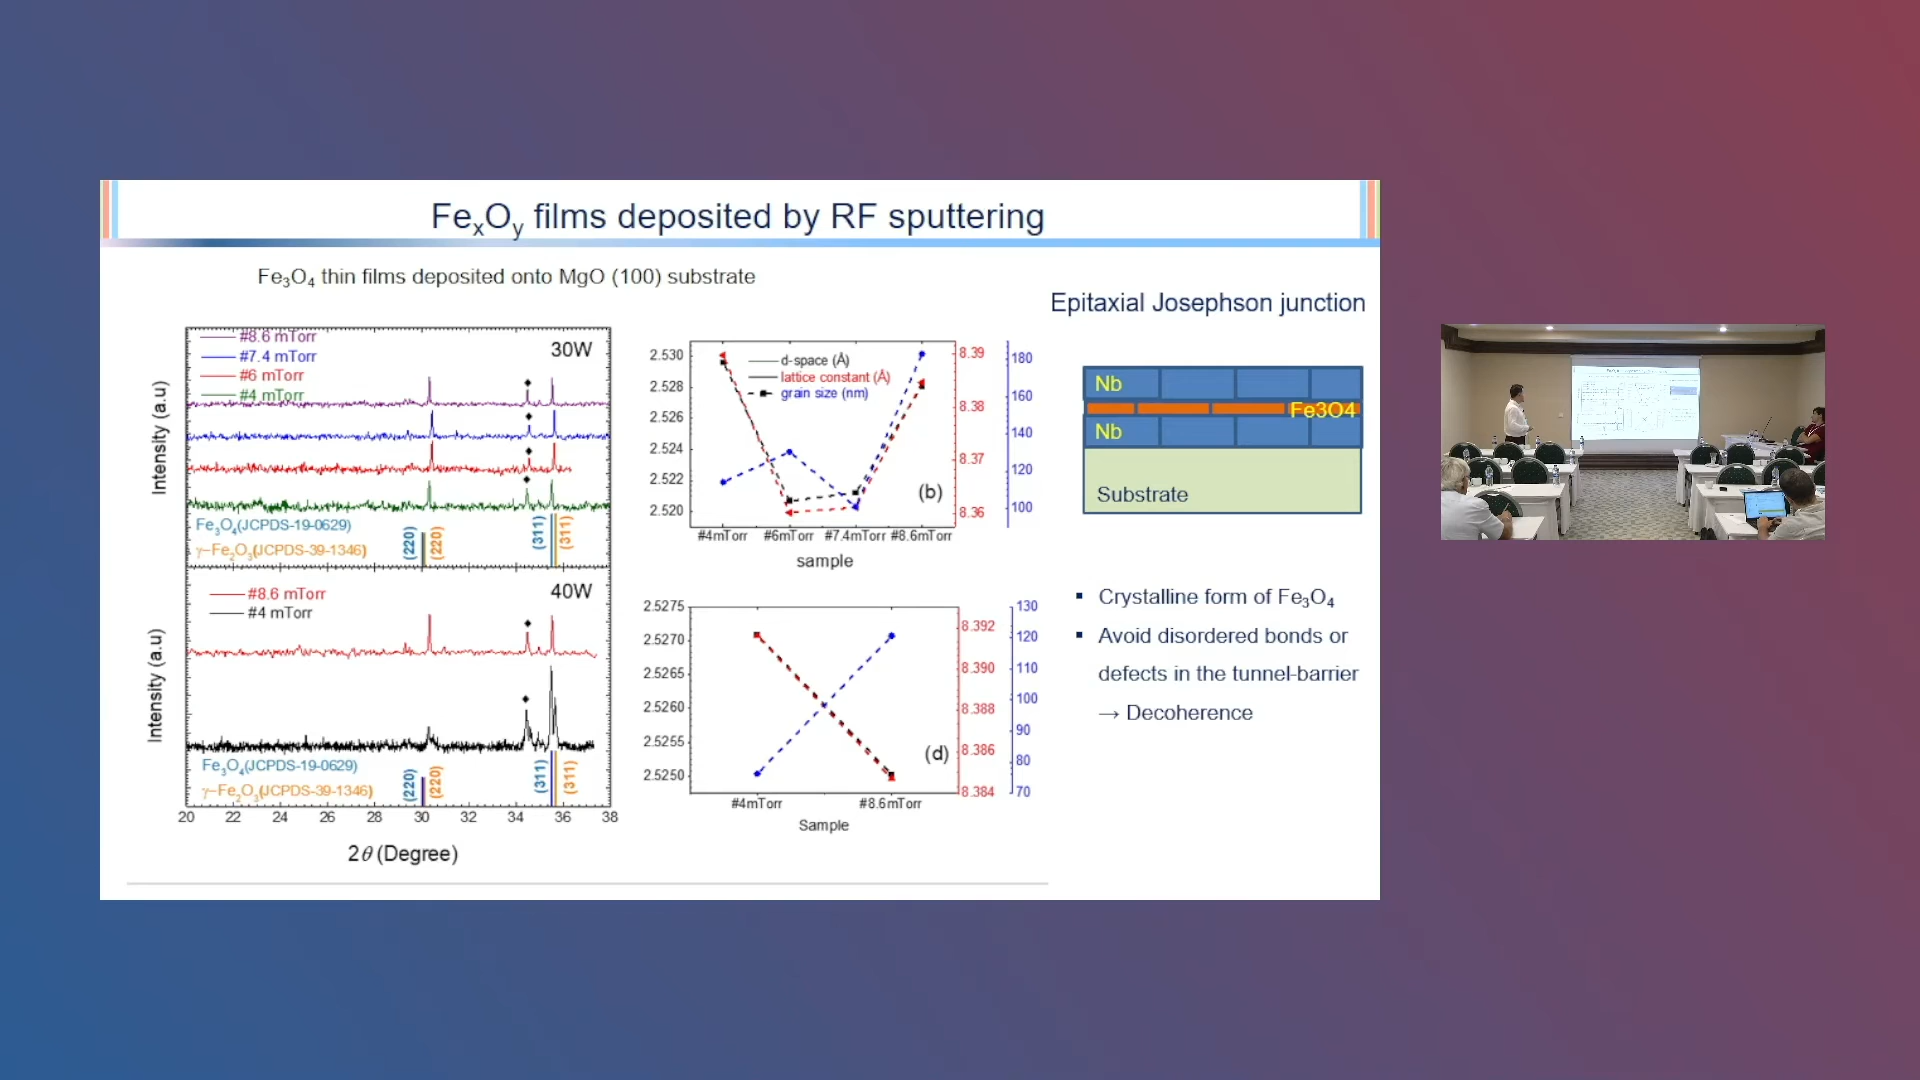 FexOy films deposited by RF sputtering
Fe3O4 thin films deposited onto MgO (100) substrate
Epitaxial Josephson junction
#8.6 mTorr
#7.4 mTorr
#6 mTorr
#4 mTorr
30W
Intensity (a.u)
Fe3O4(JCPDS-19-0629)
γ–Fe2O3(JCPDS-39-1346)
(220)
(220)
(311)
(311)
#8.6 mTorr
#4 mTorr
40W
Intensity (a.u)
Fe3O4(JCPDS-19-0629)
γ–Fe2O3(JCPDS-39-1346)
(220)
(220)
(311)
(311)
20 22 24 26 28 30 32 34 36 38
2θ (Degree)
2.530
2.528
2.526
2.524
2.522
2.520
d-space (Å)
lattice constant (Å)
grain size (nm)
(b)
8.39
8.38
8.37
8.36
180
160
140
120
100
#4mTorr #6mTorr #7.4mTorr #8.6mTorr
sample
2.5275
2.5270
2.5265
2.5260
2.5255
2.5250
(d)
8.392
8.390
8.388
8.386
8.384
130
120
110
100
90
80
70
#4mTorr #8.6mTorr
Sample
Nb
Fe3O4
Nb
Substrate
▪ Crystalline form of Fe3O4
▪ Avoid disordered bonds or
defects in the tunnel-barrier
→ Decoherence